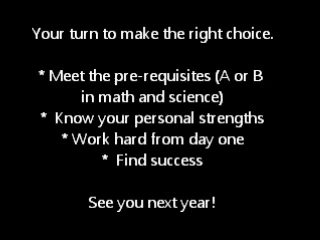 Your turn to make the right choice.
* Meet the pre-requisites (A or B
in math and science)
* Know your personal strengths
* Work hard from day one
* Find success
See you next year!